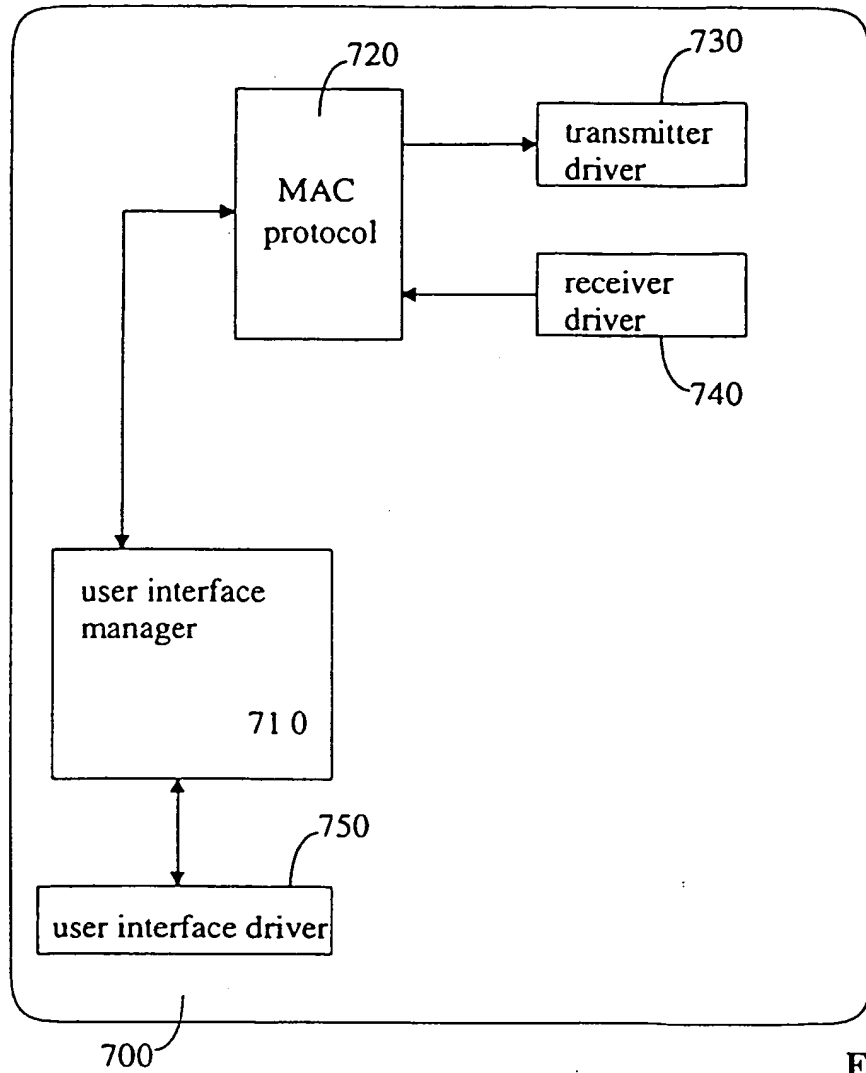 720
730
MAC
protocol
transmitter
driver
receiver
driver
740
user interface
manager
71 0
750
user interface driver
700